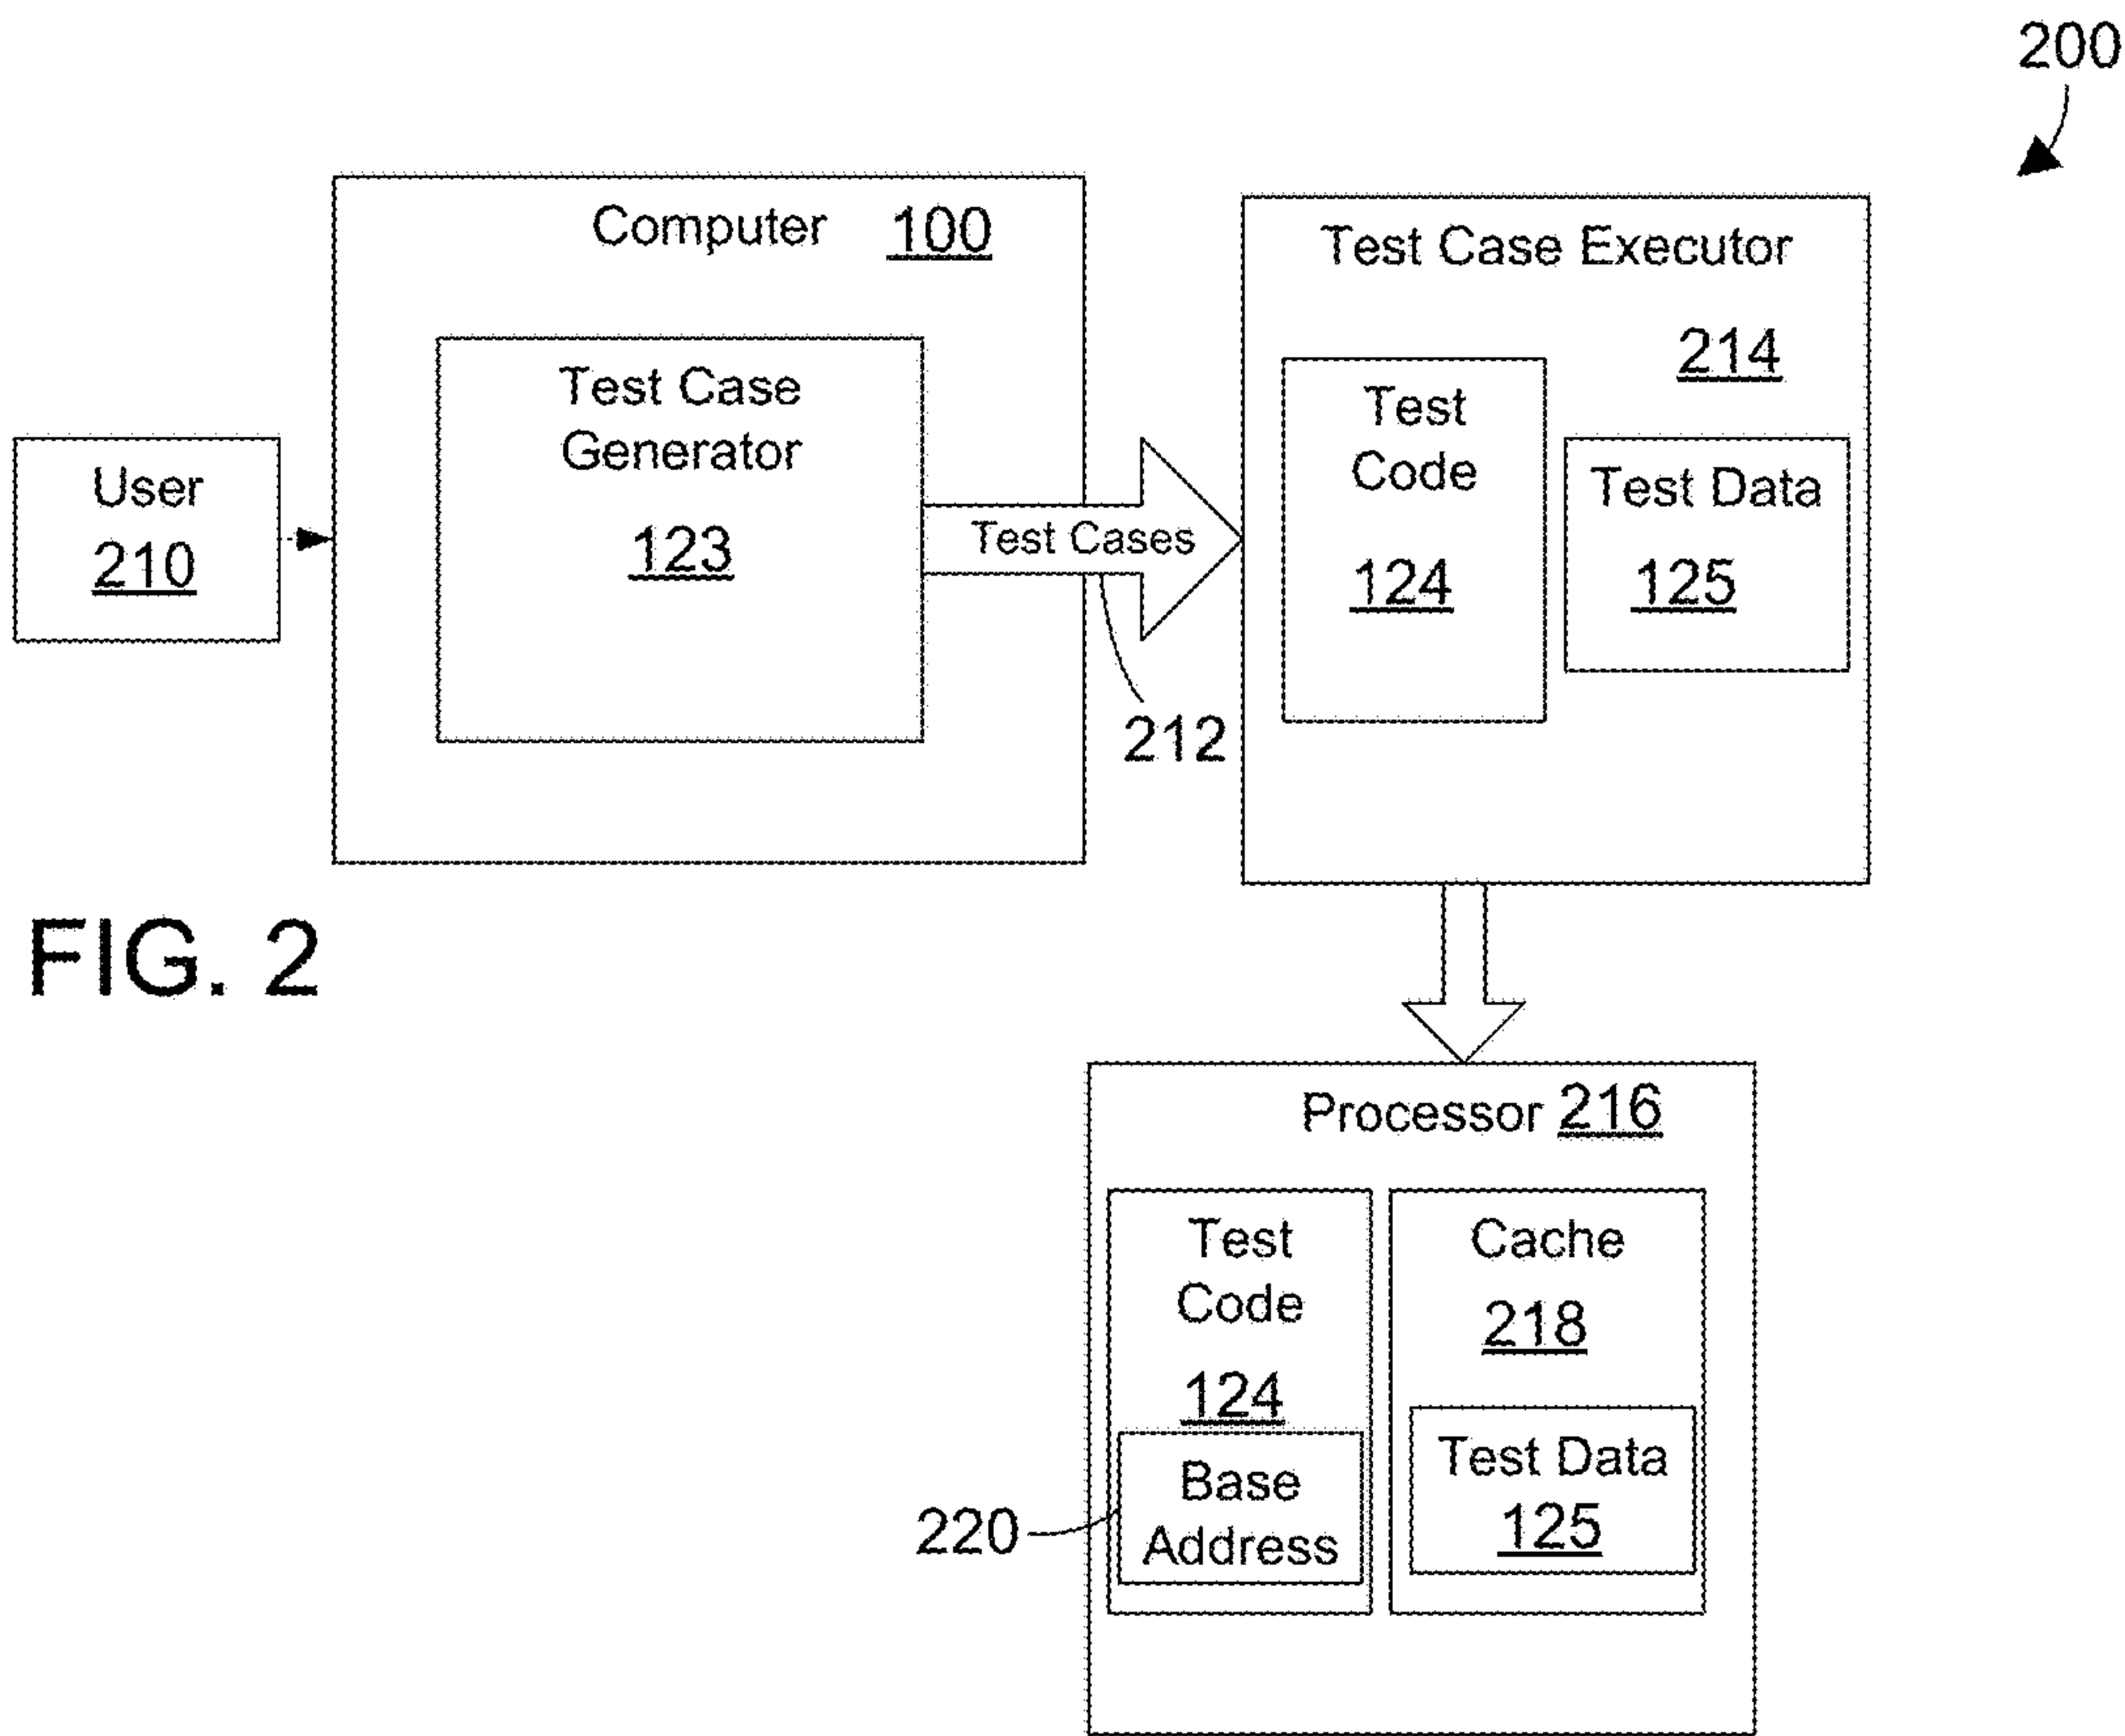 200
Computer 100
Test Case Executor
214
Test Case
Generator
123
User
210
Test Cases
212
Test
Code
124
Test Data
125
FIG. 2
Processor 216
Test
Code
124
Base
Address
220
Cache
218
Test Data
125